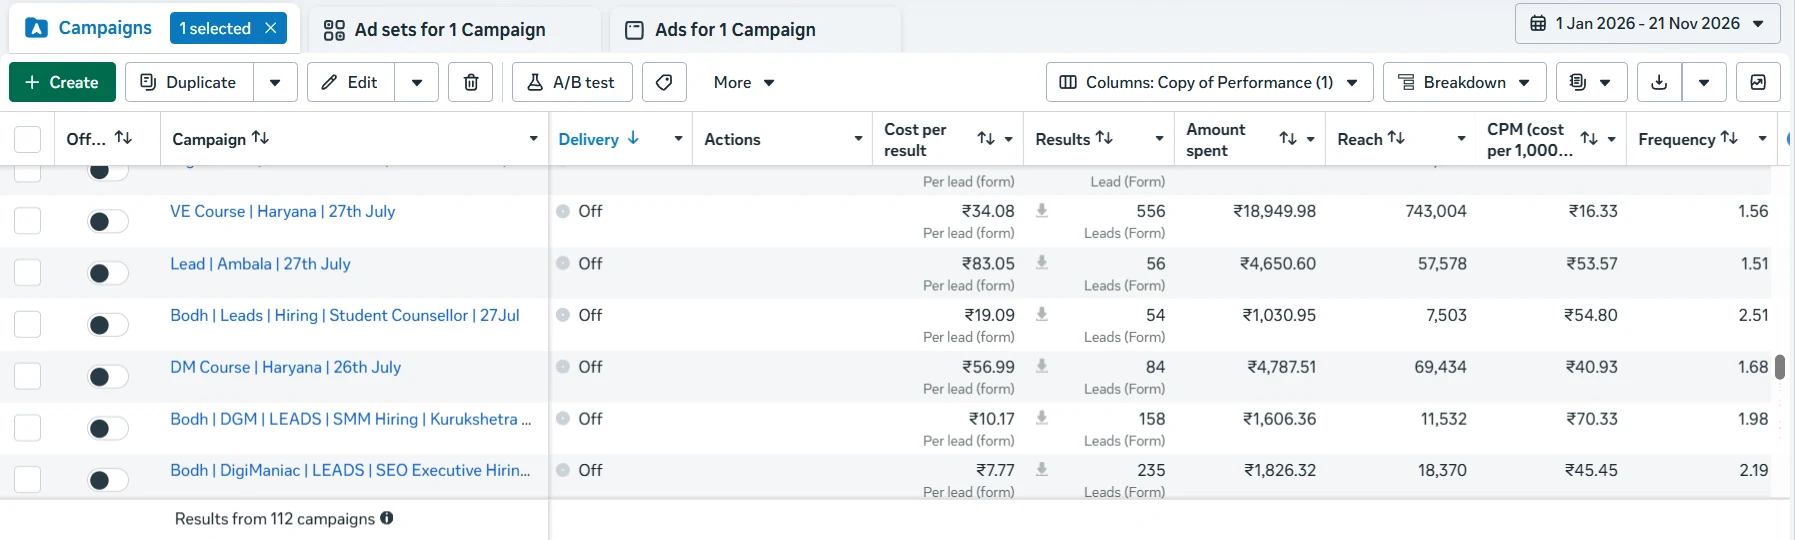 Campaigns 1 selected Ad sets for 1 Campaign Ads for 1 Campaign 1 Jan 2026 - 21 Nov 2026
+ Create Duplicate Edit A/B test More Columns: Copy of Performance (1) Breakdown
Off... Campaign Delivery Actions Cost per result Results Amount spent Reach CPM (cost per 1,000... Frequency
Per lead (form) Lead (Form)
VE Course | Haryana | 27th July Off ₹34.08 556 ₹18,949.98 743,004 ₹16.33 1.56
Per lead (form) Leads (Form)
Lead | Ambala | 27th July Off ₹83.05 56 ₹4,650.60 57,578 ₹53.57 1.51
Per lead (form) Leads (Form)
Bodh | Leads | Hiring | Student Counsellor | 27Jul Off ₹19.09 54 ₹1,030.95 7,503 ₹54.80 2.51
Per lead (form) Leads (Form)
DM Course | Haryana | 26th July Off ₹56.99 84 ₹4,787.51 69,434 ₹40.93 1.68
Per lead (form) Leads (Form)
Bodh | DGM | LEADS | SMM Hiring | Kurukshetra ... Off ₹10.17 158 ₹1,606.36 11,532 ₹70.33 1.98
Per lead (form) Leads (Form)
Bodh | DigiManiac | LEADS | SEO Executive Hirin... Off ₹7.77 235 ₹1,826.32 18,370 ₹45.45 2.19
Per lead (form) Leads (Form)
Results from 112 campaigns